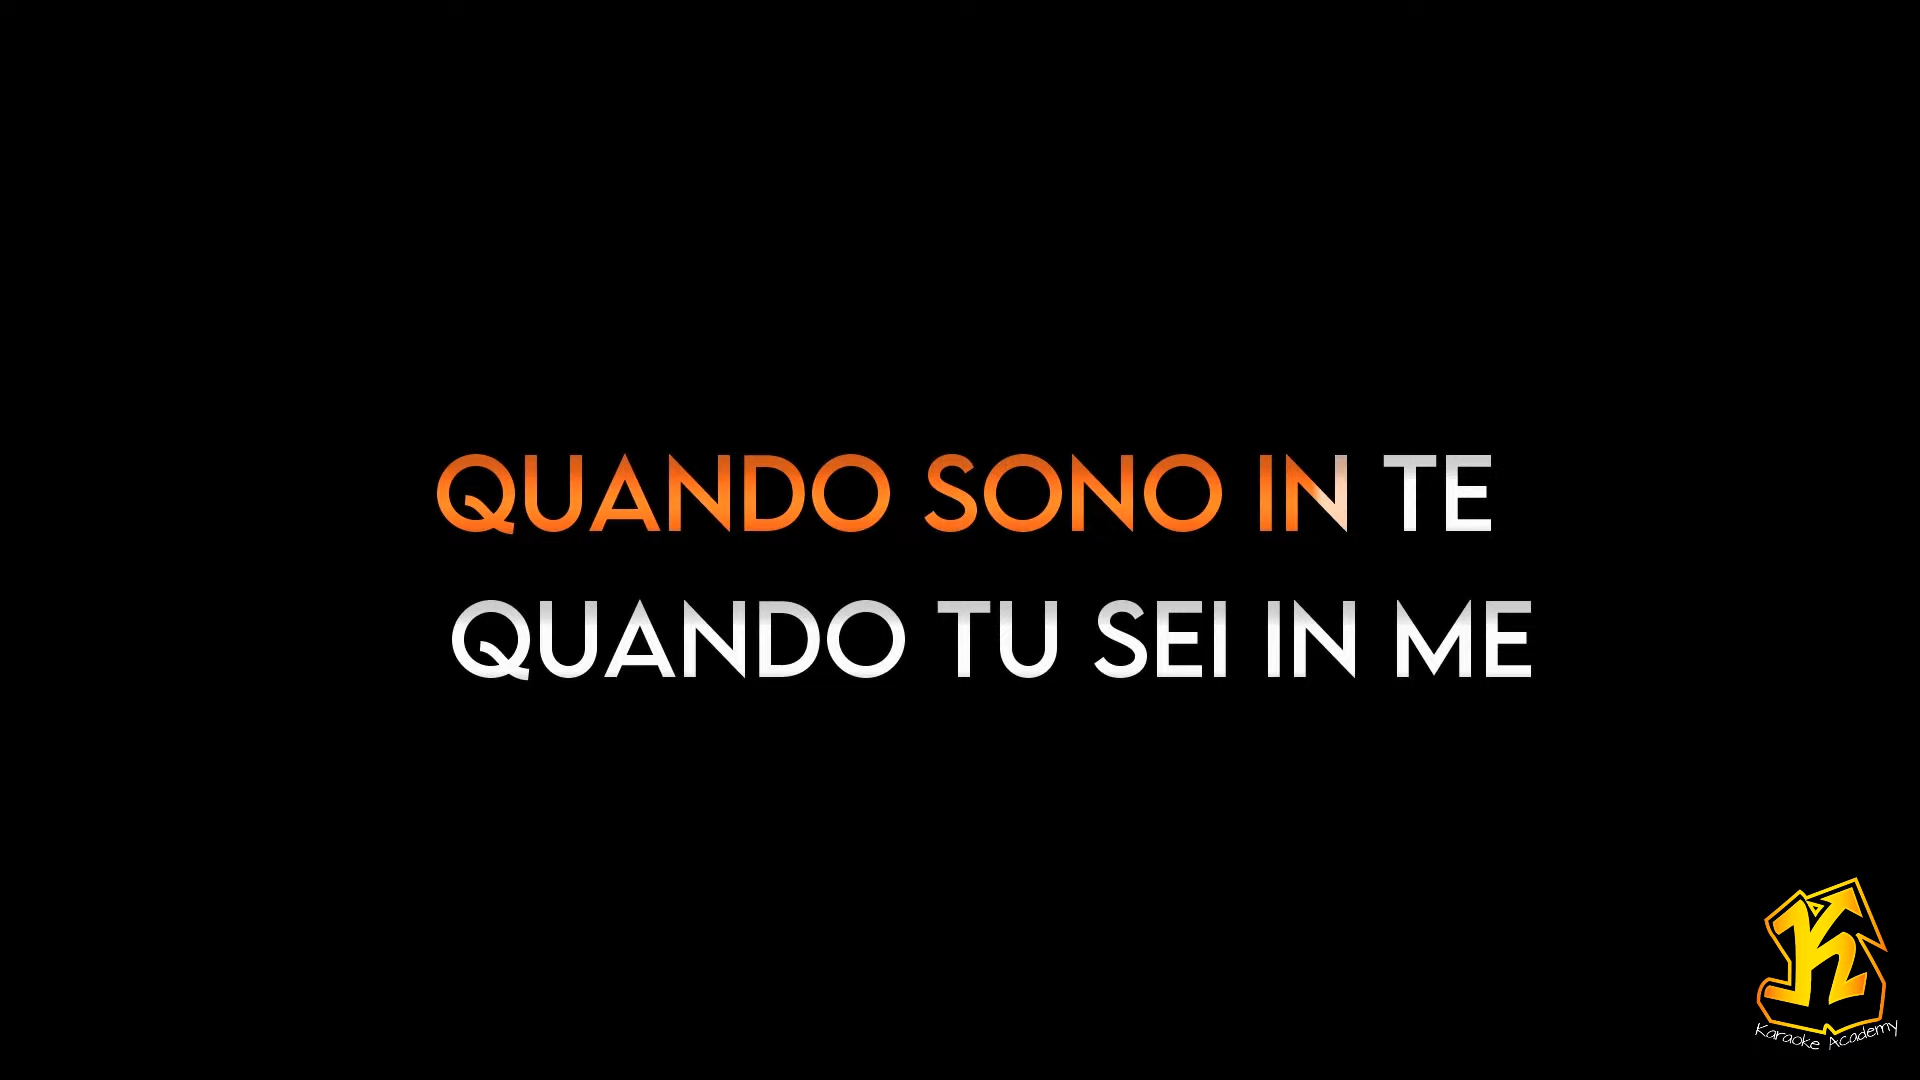 QUANDO SONO IN TE
QUANDO TU SEI IN ME
K
Karaoke Academy